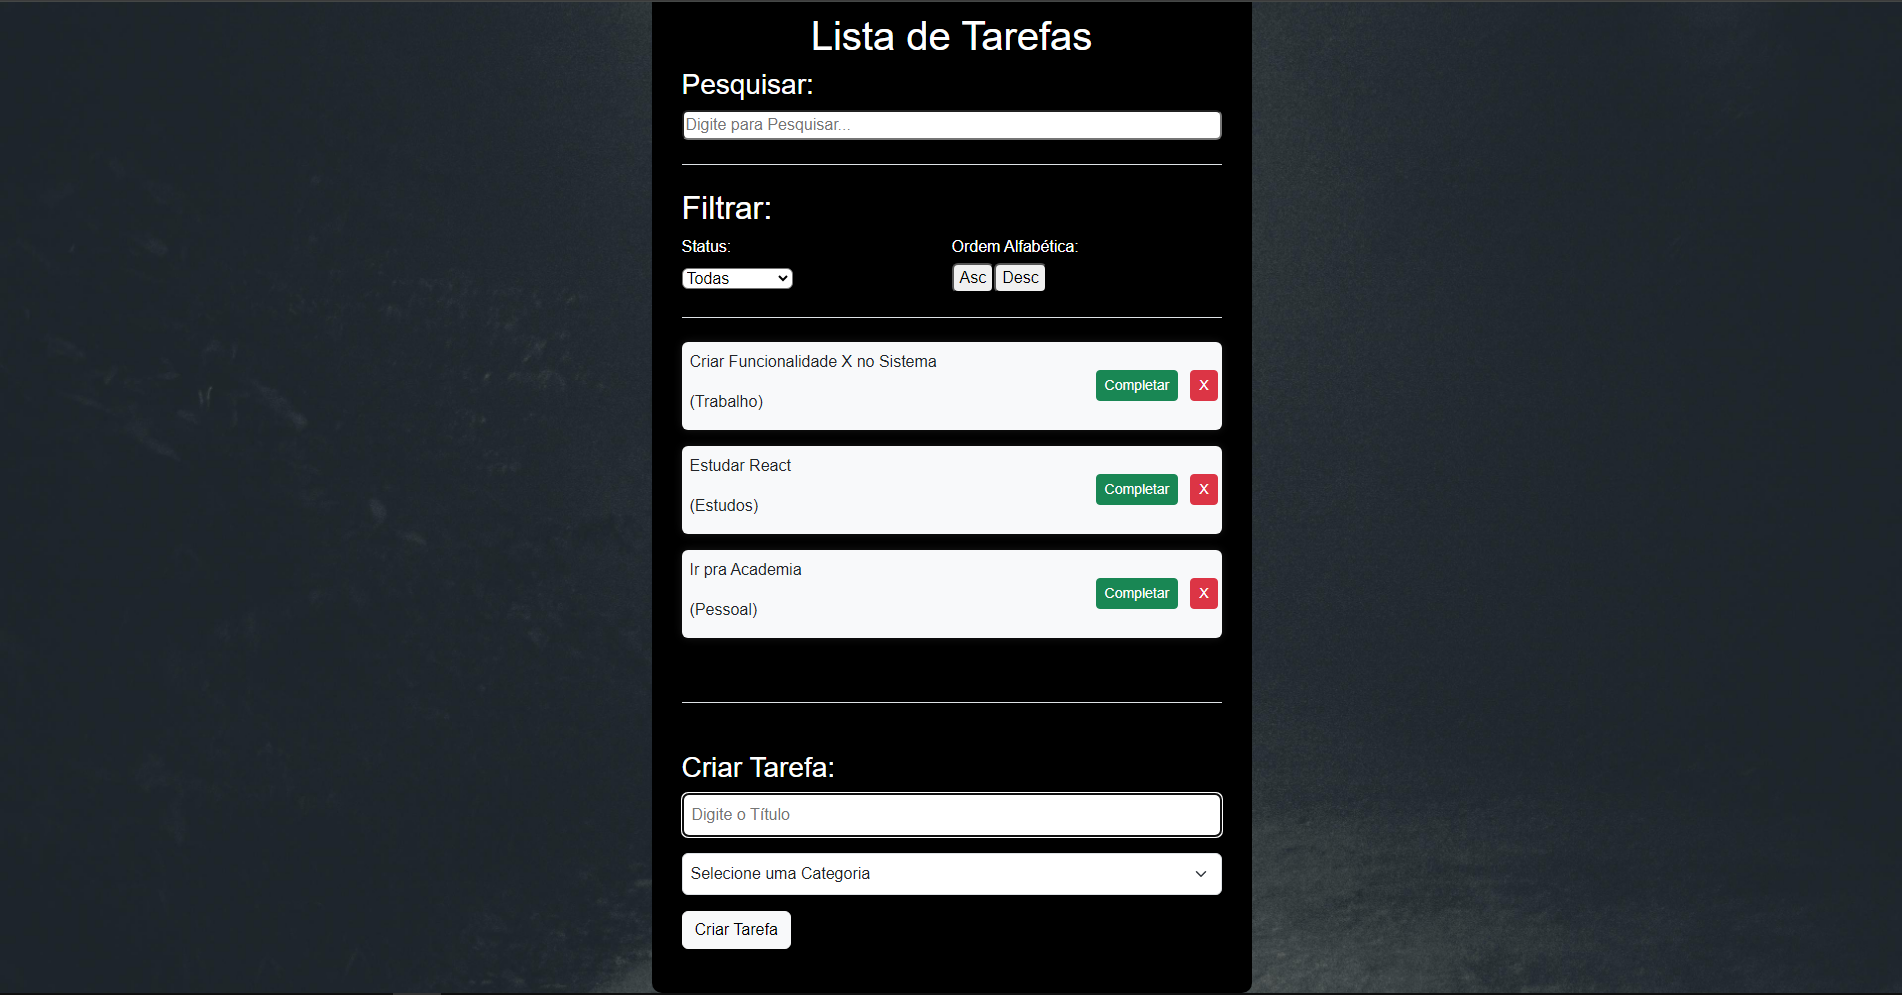 Lista de Tarefas
Pesquisar:
Digite para Pesquisar...
Filtrar:
Status:
Todas
Ordem Alfabética:
Asc Desc
Criar Funcionalidade X no Sistema
(Trabalho)
Completar X
Estudar React
(Estudos)
Completar X
Ir pra Academia
(Pessoal)
Completar X
Criar Tarefa:
Digite o Título
Selecione uma Categoria
Criar Tarefa